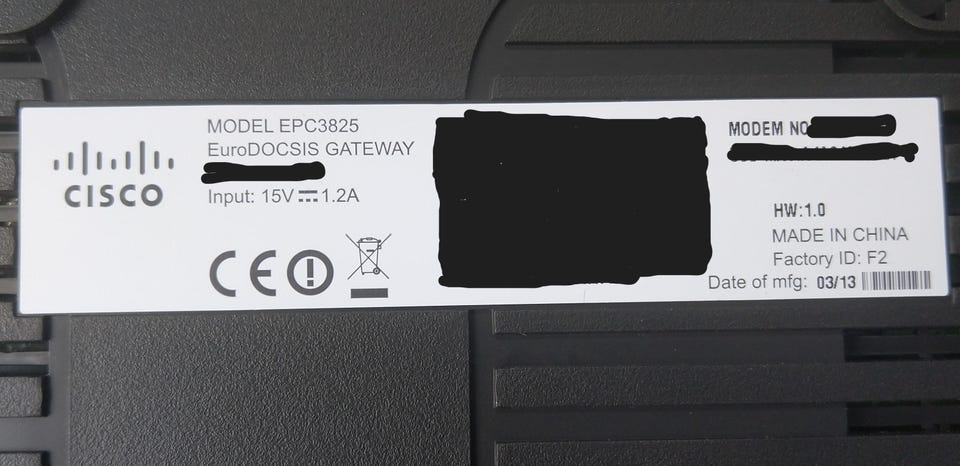 CISCO
MODEL EPC3825
EuroDOCSIS GATEWAY
Input: 15V⎓1.2A
CE
MODEM NO
HW:1.0
MADE IN CHINA
Factory ID: F2
Date of mfg: 03/13